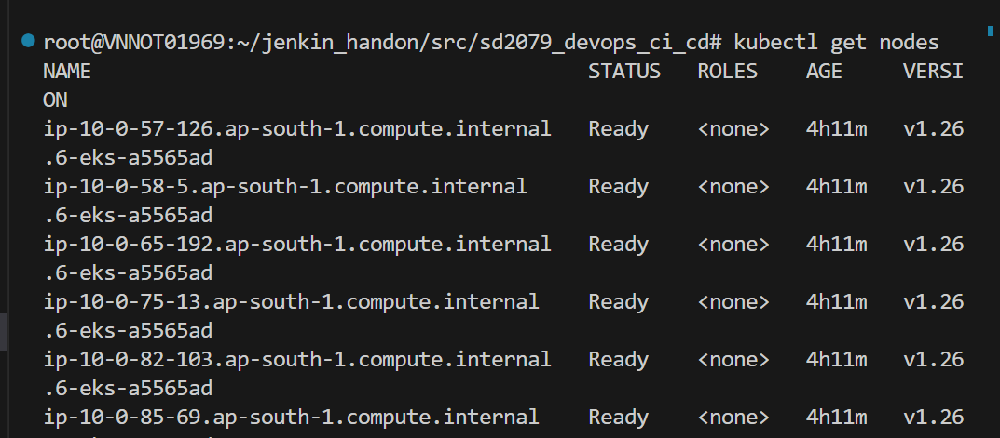 root@VNNOT01969:~/jenkin_handon/src/sd2079_devops_ci_cd# kubectl get nodes
NAME STATUS ROLES AGE VERSI
ON
ip-10-0-57-126.ap-south-1.compute.internal Ready <none> 4h11m v1.26
.6-eks-a5565ad
ip-10-0-58-5.ap-south-1.compute.internal Ready <none> 4h11m v1.26
.6-eks-a5565ad
ip-10-0-65-192.ap-south-1.compute.internal Ready <none> 4h11m v1.26
.6-eks-a5565ad
ip-10-0-75-13.ap-south-1.compute.internal Ready <none> 4h11m v1.26
.6-eks-a5565ad
ip-10-0-82-103.ap-south-1.compute.internal Ready <none> 4h11m v1.26
.6-eks-a5565ad
ip-10-0-85-69.ap-south-1.compute.internal Ready <none> 4h11m v1.26